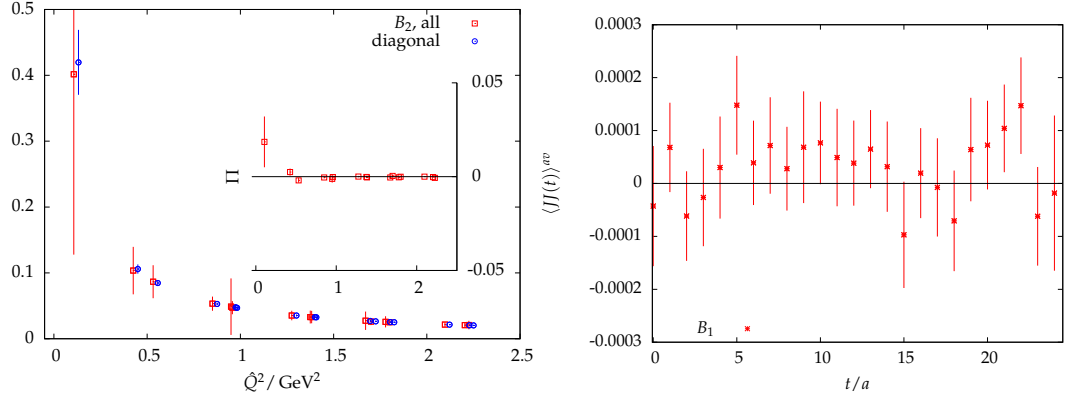 B₂, all
diagonal
0.5
0.4
0.3
0.2
0.1
0
0.05
0
-0.05
Π
0 1 2
0 0.5 1 1.5 2 2.5
Q̂² / GeV²
0.0003
0.0002
0.0001
0
-0.0001
-0.0002
-0.0003
⟨JJ(t)⟩ᵃᵛ
B₁
0 5 10 15 20
t/a